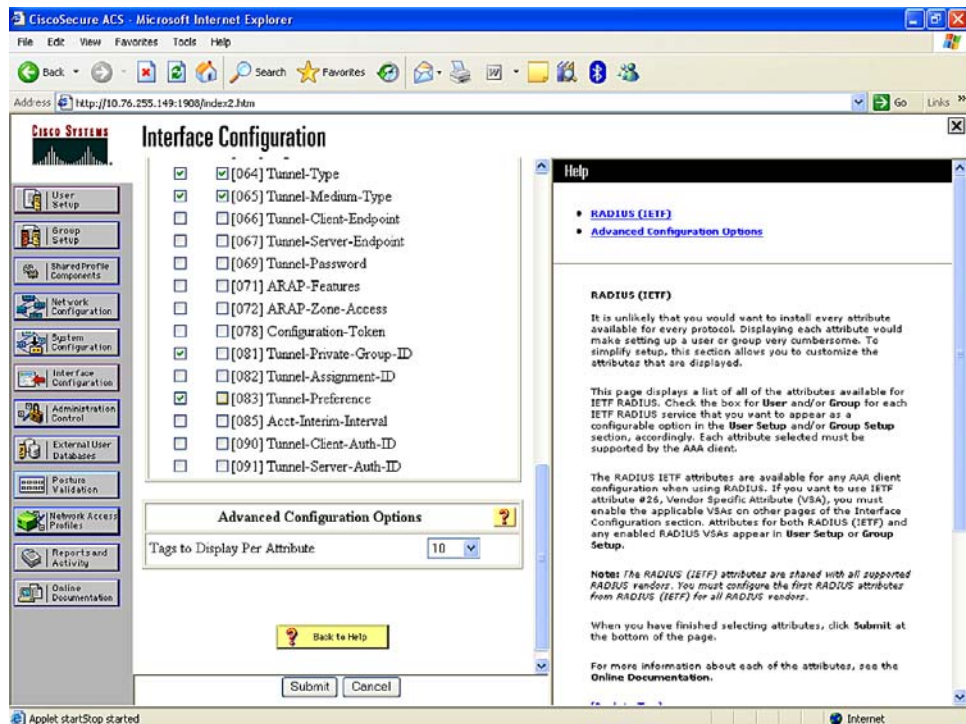 CiscoSecure ACS - Microsoft Internet Explorer
File Edit View Favorites Tools Help
Back Search Favorites
Address http://10.76.255.149:1908/index2.htm Go Links »
CISCO SYSTEMS
Interface Configuration
User Setup
Group Setup
Shared Profile Components
Network Configuration
System Configuration
Interface Configuration
Administration Control
External User Databases
Posture Validation
Network Access Profiles
Reports and Activity
Online Documentation
[064] Tunnel-Type
[065] Tunnel-Medium-Type
[066] Tunnel-Client-Endpoint
[067] Tunnel-Server-Endpoint
[069] Tunnel-Password
[071] ARAP-Features
[072] ARAP-Zone-Access
[078] Configuration-Token
[081] Tunnel-Private-Group-ID
[082] Tunnel-Assignment-ID
[083] Tunnel-Preference
[085] Acct-Interim-Interval
[090] Tunnel-Client-Auth-ID
[091] Tunnel-Server-Auth-ID
Advanced Configuration Options ?
Tags to Display Per Attribute 10
? Back to Help
Submit Cancel
Help
RADIUS (IETF)
Advanced Configuration Options
RADIUS (IETF)
It is unlikely that you would want to install every attribute
available for every protocol. Displaying each attribute would
make setting up a user or group very cumbersome. To
simplify setup, this section allows you to customize the
attributes that are displayed.
This page displays a list of all of the attributes available for
IETF RADIUS. Check the box for User and/or Group for each
IETF RADIUS service that you want to appear as a
configurable option in the User Setup and/or Group Setup
section, accordingly. Each attribute selected must be
supported by the AAA client.
The RADIUS IETF attributes are available for any AAA client
configuration when using RADIUS. If you want to use IETF
attribute #26, Vendor Specific Attribute (VSA), you must
enable the applicable VSAs on other pages of the Interface
Configuration section. Attributes for both RADIUS (IETF) and
any enabled RADIUS VSAs appear in User Setup or Group
Setup.
Note: The RADIUS (IETF) attributes are shared with all supported
RADIUS vendors. You must configure the first RADIUS attributes
from RADIUS (IETF) for all RADIUS vendors.
When you have finished selecting attributes, click Submit at
the bottom of the page.
For more information about each of the attributes, see the
Online Documentation.
Applet startStop started
Internet